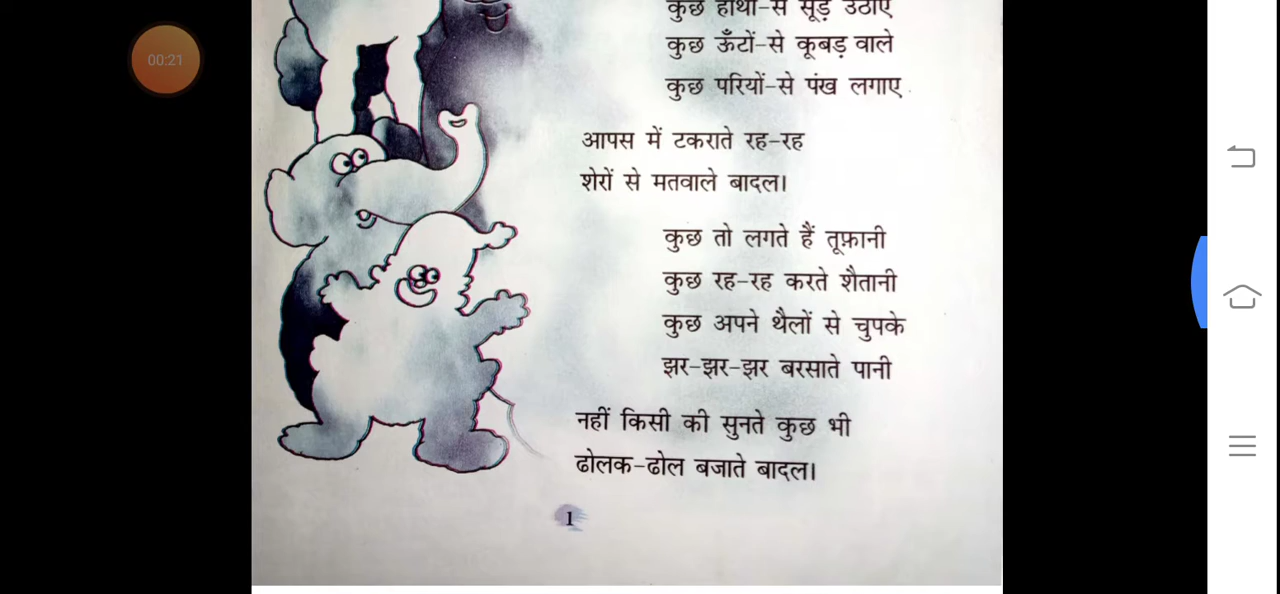 00:21
कुछ हाथी-से सूँड़ उठाए
कुछ ऊँटों-से कूबड़ वाले
कुछ परियों-से पंख लगाए
आपस में टकराते रह-रह
शेरों से मतवाले बादल।
कुछ तो लगते हैं तूफ़ानी
कुछ रह-रह करते शैतानी
कुछ अपने थैलों से चुपके
झर-झर-झर बरसाते पानी
नहीं किसी की सुनते कुछ भी
ढोलक-ढोल बजाते बादल।
1